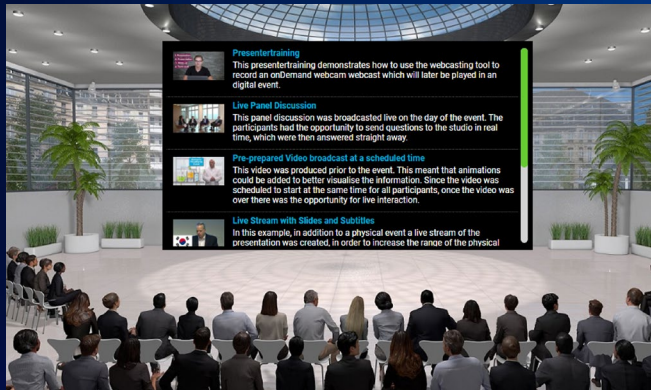 Presentertraining
This presentertraining demonstrates how to use the webcasting tool to
record an onDemand webcam webcast which will later be played in an
digital event.
Live Panel Discussion
This panel discussion was broadcasted live on the day of the event. The
participants had the opportunity to send questions to the studio in real
time, which were then answered straight away.
Pre-prepared Video broadcast at a scheduled time
This video was produced prior to the event. This meant that animations
could be added to better visualise the information. Since the video was
scheduled to start at the same time for all participants, once the video was
over there was the opportunity for live interaction.
Live Stream with Slides and Subtitles
In this example, in addition to a physical event a live stream of the
presentation was created, in order to increase the range of the physical